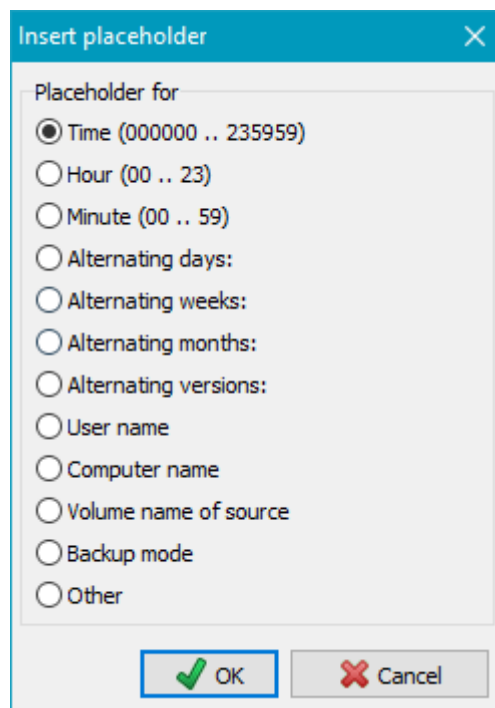 Insert placeholder
Placeholder for
Time (000000 .. 235959)
Hour (00 .. 23)
Minute (00 .. 59)
Alternating days:
Alternating weeks:
Alternating months:
Alternating versions:
User name
Computer name
Volume name of source
Backup mode
Other
OK Cancel